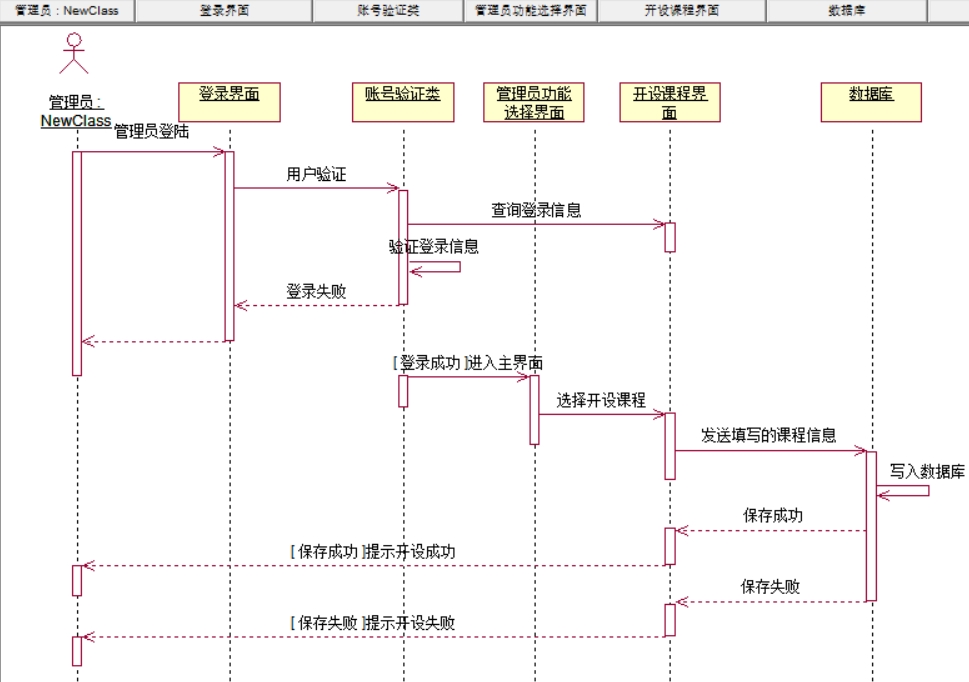 管理员：NewClass
登录界面
账号验证类
管理员功能选择界面
开设课程界面
数据库
管理员：
NewClass
登录界面
账号验证类
管理员功能
选择界面
开设课程界
面
数据库
管理员登陆
用户验证
查询登录信息
验证登录信息
登录失败
[ 登录成功 ]进入主界面
选择开设课程
发送填写的课程信息
写入数据库
保存成功
[ 保存成功 ]提示开设成功
保存失败
[ 保存失败 ]提示开设失败